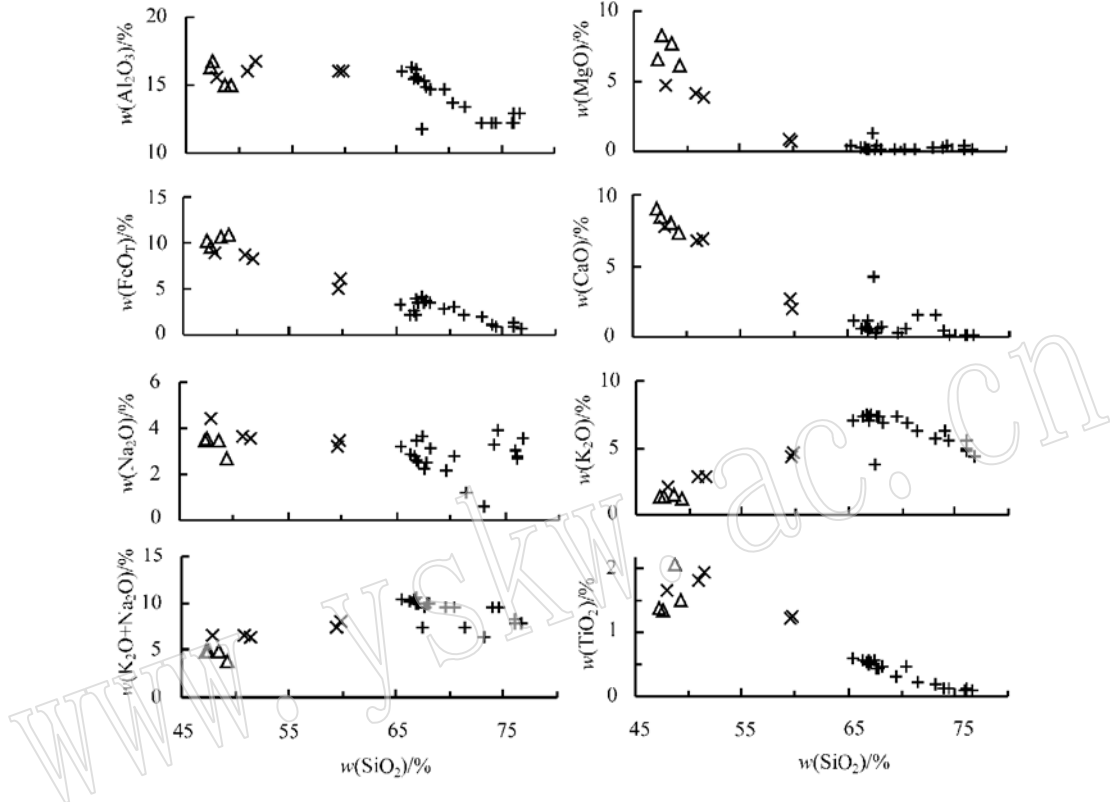 w(Al₂O₃)/%
20
15
10
w(MgO)/%
10
5
0
w(FeO_T)/%
15
10
5
0
w(CaO)/%
10
5
0
w(Na₂O)/%
6
4
2
0
w(K₂O)/%
10
5
0
w(K₂O+Na₂O)/%
15
10
5
0
45 55 65 75
w(SiO₂)/%
w(TiO₂)/%
2
1
0
45 55 65 75
w(SiO₂)/%
www.yskw.ac.cn